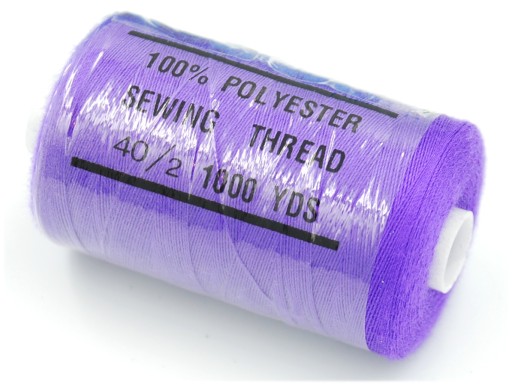 100% POLYESTER
SEWING THREAD
40/2 1000 YDS